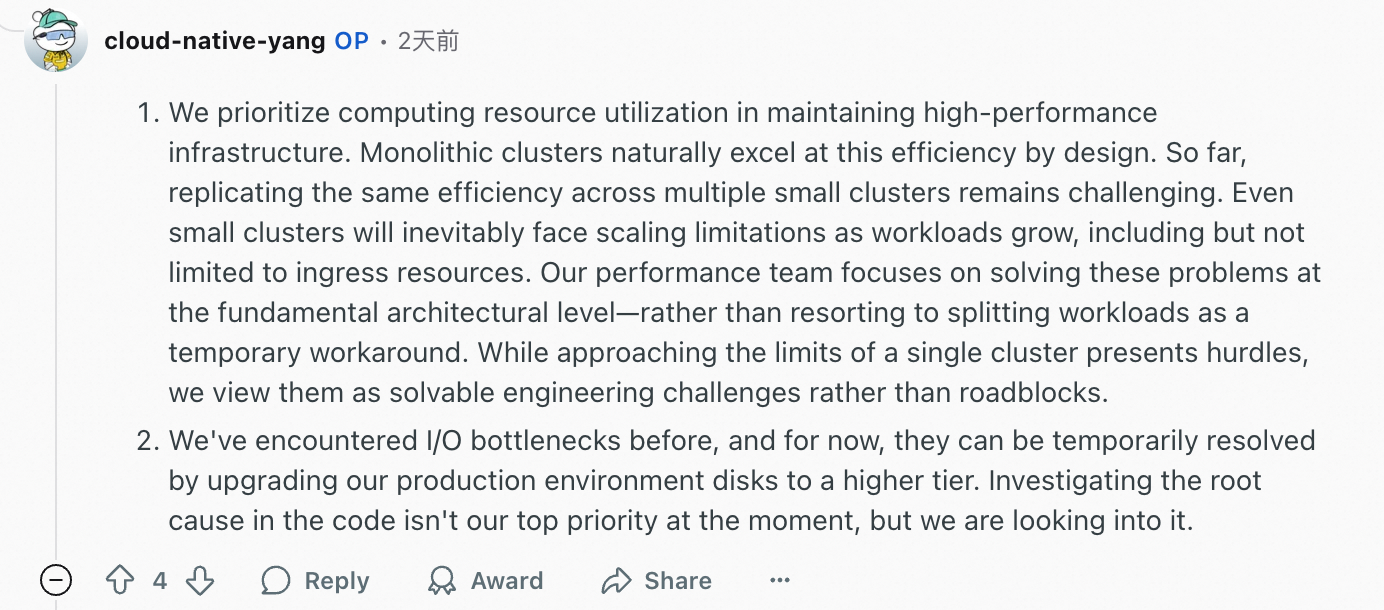 cloud-native-yang OP • 2天前
1. We prioritize computing resource utilization in maintaining high-performance
infrastructure. Monolithic clusters naturally excel at this efficiency by design. So far,
replicating the same efficiency across multiple small clusters remains challenging. Even
small clusters will inevitably face scaling limitations as workloads grow, including but not
limited to ingress resources. Our performance team focuses on solving these problems at
the fundamental architectural level—rather than resorting to splitting workloads as a
temporary workaround. While approaching the limits of a single cluster presents hurdles,
we view them as solvable engineering challenges rather than roadblocks.
2. We've encountered I/O bottlenecks before, and for now, they can be temporarily resolved
by upgrading our production environment disks to a higher tier. Investigating the root
cause in the code isn't our top priority at the moment, but we are looking into it.
4 Reply Award Share ...